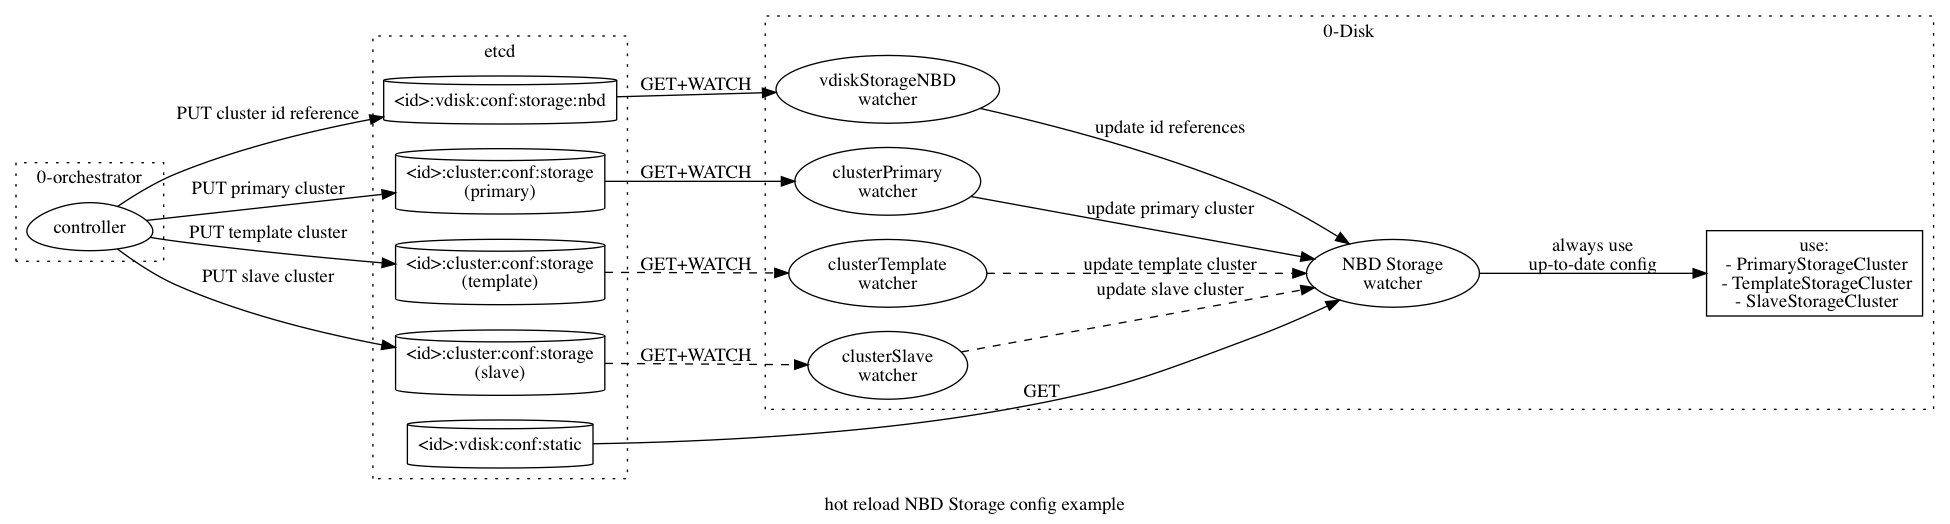 0-Disk
etcd
0-orchestrator
controller
PUT cluster id reference
PUT primary cluster
PUT template cluster
PUT slave cluster
<id>:vdisk:conf:storage:nbd
<id>:cluster:conf:storage
(primary)
<id>:cluster:conf:storage
(template)
<id>:cluster:conf:storage
(slave)
<id>:vdisk:conf:static
GET+WATCH
GET+WATCH
GET+WATCH
GET+WATCH
GET
vdiskStorageNBD
watcher
clusterPrimary
watcher
clusterTemplate
watcher
clusterSlave
watcher
update id references
update primary cluster
update template cluster
update slave cluster
NBD Storage
watcher
always use
up-to-date config
use:
- PrimaryStorageCluster
- TemplateStorageCluster
- SlaveStorageCluster
hot reload NBD Storage config example